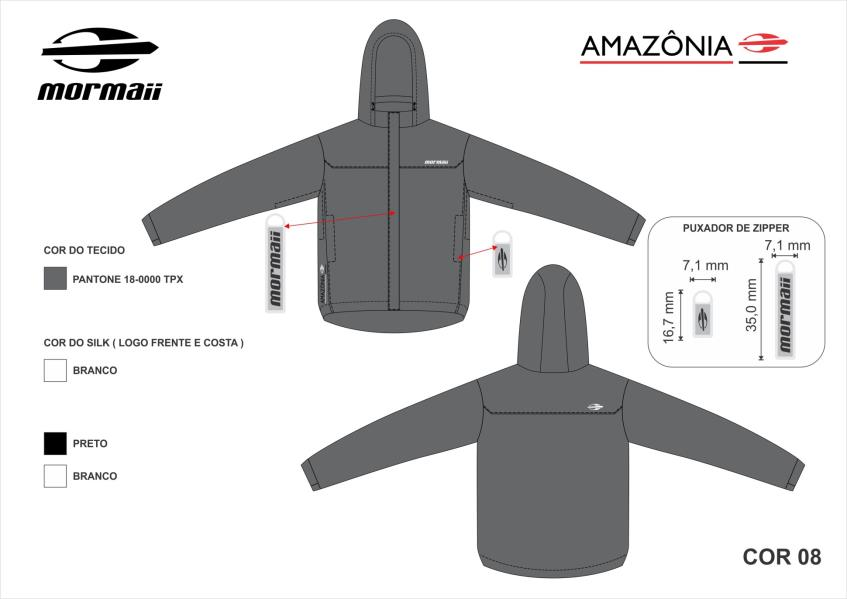 mormaii
AMAZÔNIA
mormaii
mormaii
AMAZÔNIA
COR DO TECIDO
PANTONE 18-0000 TPX
COR DO SILK ( LOGO FRENTE E COSTA )
BRANCO
PRETO
BRANCO
PUXADOR DE ZIPPER
7,1 mm
7,1 mm
16,7 mm
35,0 mm
mormaii
COR 08